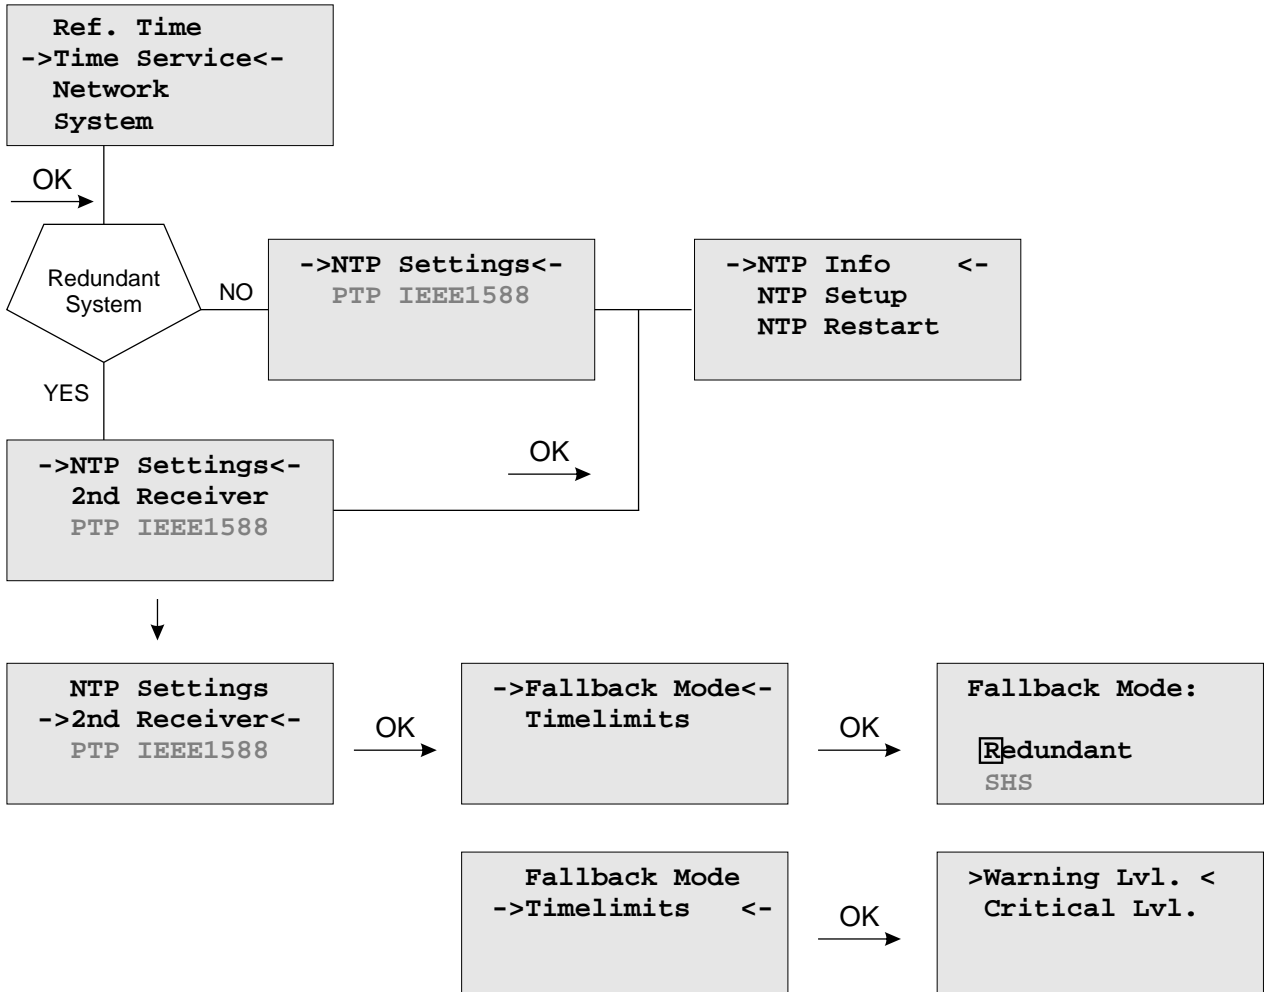 Ref. Time
->Time Service<-
Network
System
OK
Redundant
System
NO
->NTP Settings<-
PTP IEEE1588
->NTP Info <-
NTP Setup
NTP Restart
YES
->NTP Settings<-
2nd Receiver
PTP IEEE1588
OK
NTP Settings
->2nd Receiver<-
PTP IEEE1588
OK
->Fallback Mode<-
Timelimits
OK
Fallback Mode:
Redundant
SHS
Fallback Mode
->Timelimits <-
OK
>Warning Lvl. <
Critical Lvl.